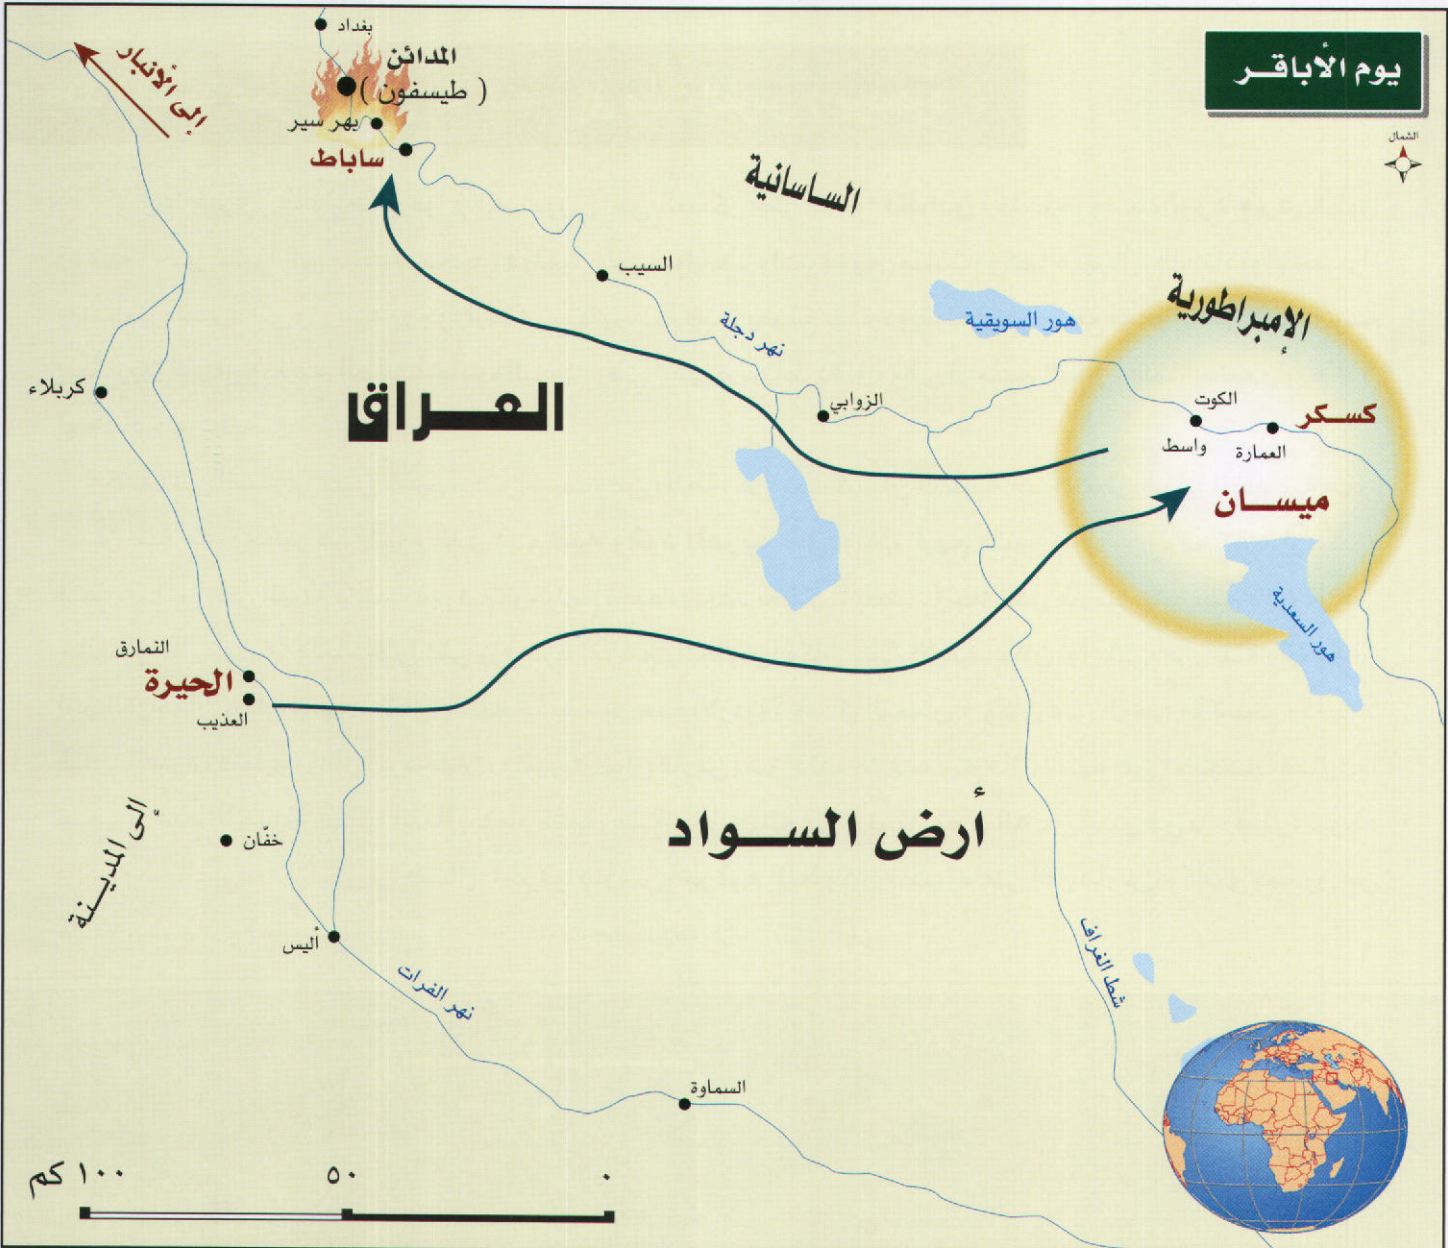 يوم الأباقر
الشمال
بغداد
المدائن
( طيسفون )
بهر سير
ساباط
إلى الأنبار
الساسانية
الإمبراطورية
السيب
نهر دجلة
هور السويقية
الزوابي
الكوت
واسط
كسكر
العمارة
ميسان
هور السعدية
كربلاء
العراق
النمارق
الحيرة
العذيب
أرض السواد
إلى المدينة
خفّان
أليس
نهر الفرات
شط الغراف
السماوة
٠
٥٠
١٠٠ كم